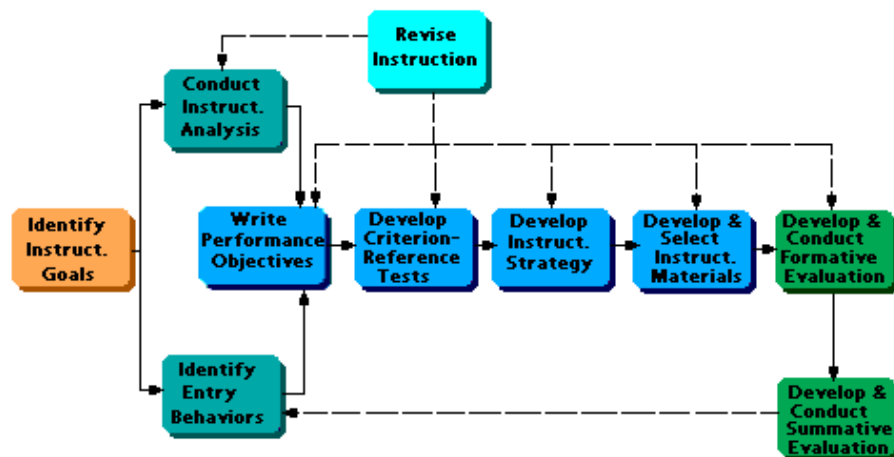 Revise
Instruction
Conduct
Instruct.
Analysis
Identify
Instruct.
Goals
Write
Performance
Objectives
Develop
Criterion-
Reference
Tests
Develop
Instruct.
Strategy
Develop &
Select
Instruct.
Materials
Develop &
Conduct
Formative
Evaluation
Identify
Entry
Behaviors
Develop &
Conduct
Summative
Evaluation